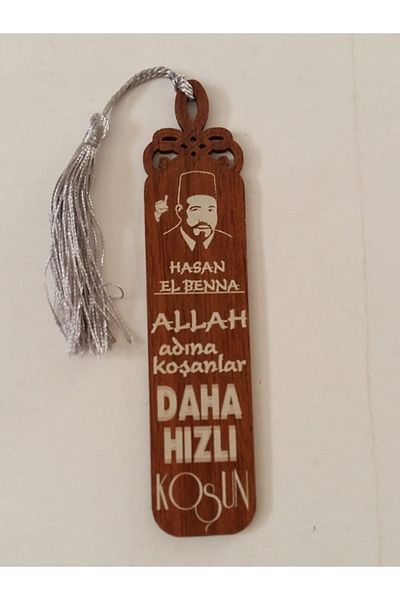 HASAN
EL BENNA
ALLAH
adına
koşanlar
DAHA
HIZLI
KOŞUN